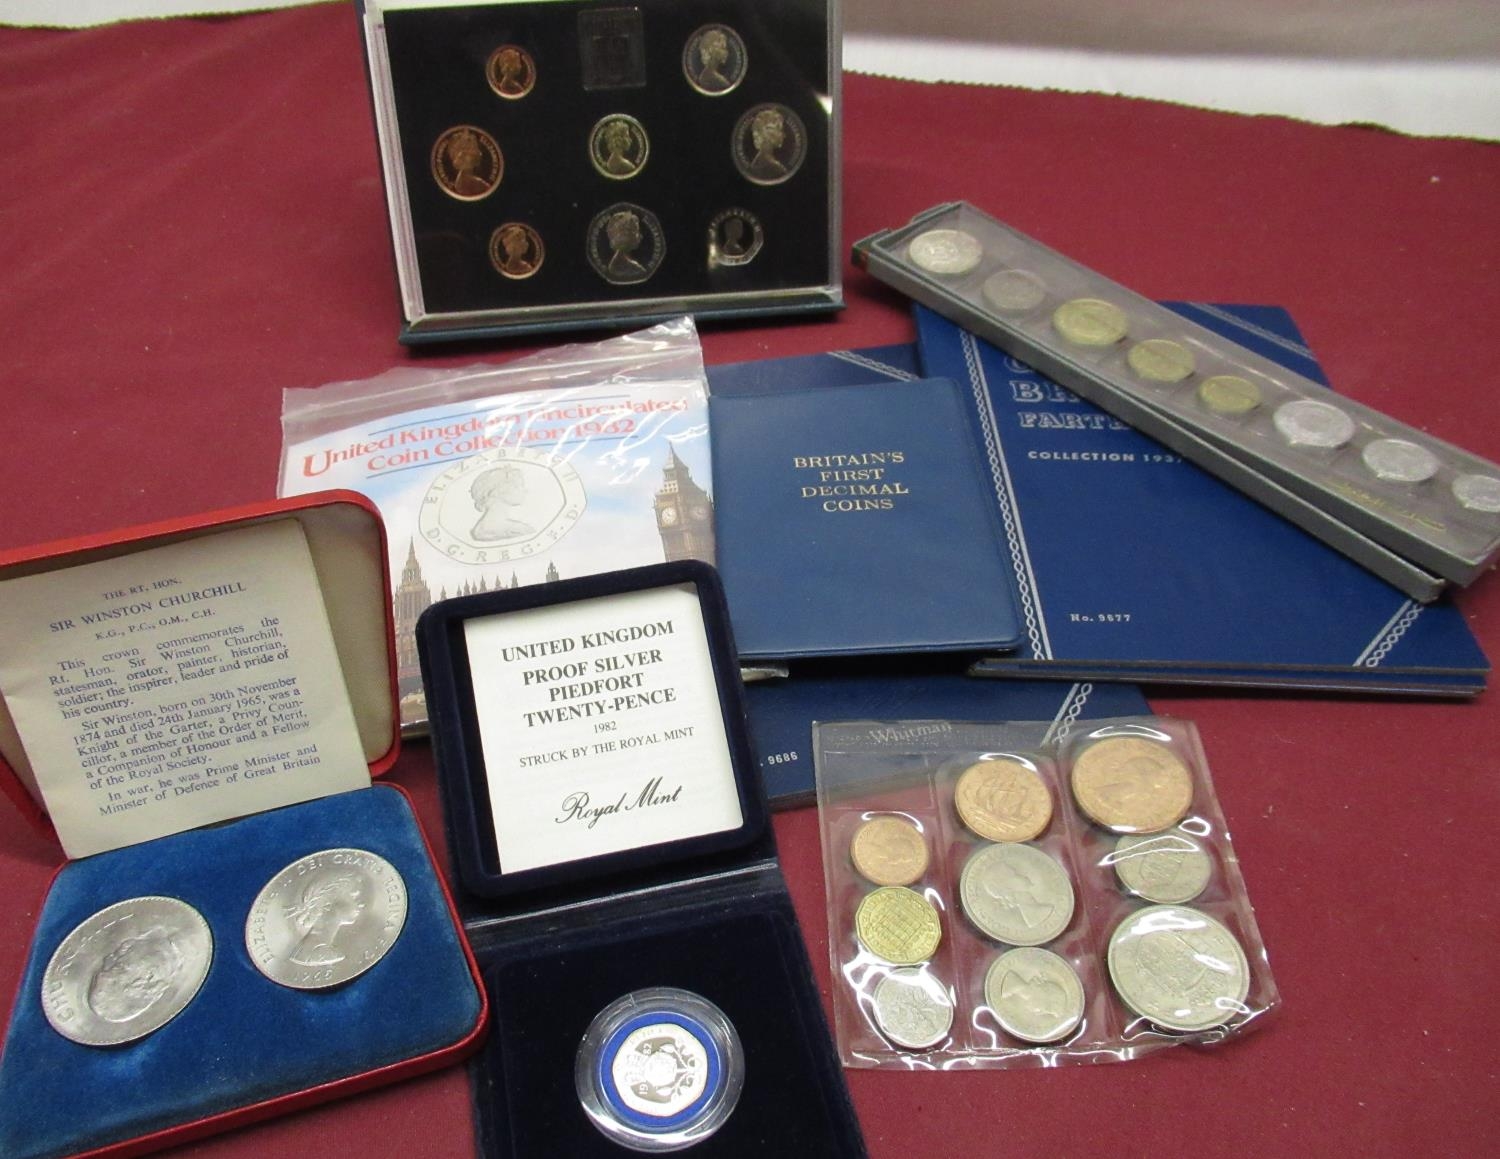 United Kingdom Uncirculated
Coin Collection 1982
ELIZABETH II
D·G·REG·F·D·
BRITAIN'S
FIRST
DECIMAL
COINS
FARTH
COLLECTION 1937
No. 9677
. 9686
Whitman
THE RT. HON.
SIR WINSTON CHURCHILL
K.G., P.C., O.M., C.H.
This crown commemorates the
Rt. Hon. Sir Winston Churchill,
statesman, orator, painter, historian,
soldier; the inspirer, leader and pride of
his country.
Sir Winston, born on 30th November
1874 and died 24th January 1965, was a
Knight of the Garter, a Privy Coun-
cillor, a member of the Order of Merit,
a Companion of Honour and a Fellow
of the Royal Society.
In war, he was Prime Minister and
Minister of Defence of Great Britain
CHURCHILL
ELIZABETH II DEI GRATIA REGINA F.D.
1965
UNITED KINGDOM
PROOF SILVER
PIEDFORT
TWENTY-PENCE
1982
STRUCK BY THE ROYAL MINT
Royal Mint
1982